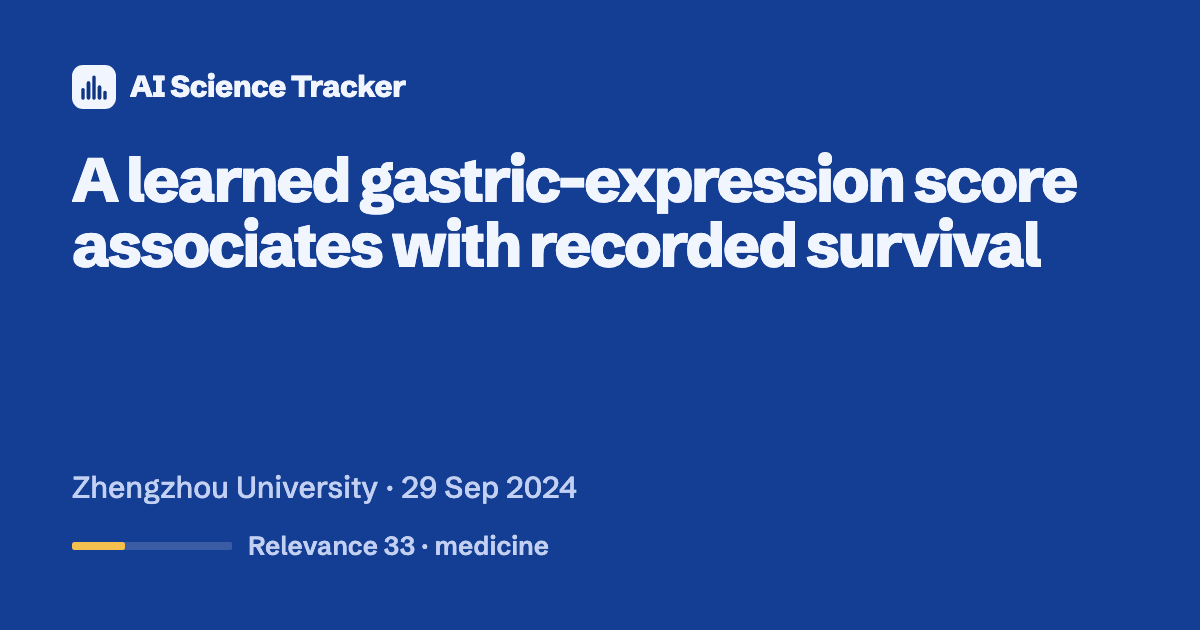 AI Science Tracker
A learned gastric-expression score
associates with recorded survival
Zhengzhou University · 29 Sep 2024
Relevance 33 · medicine